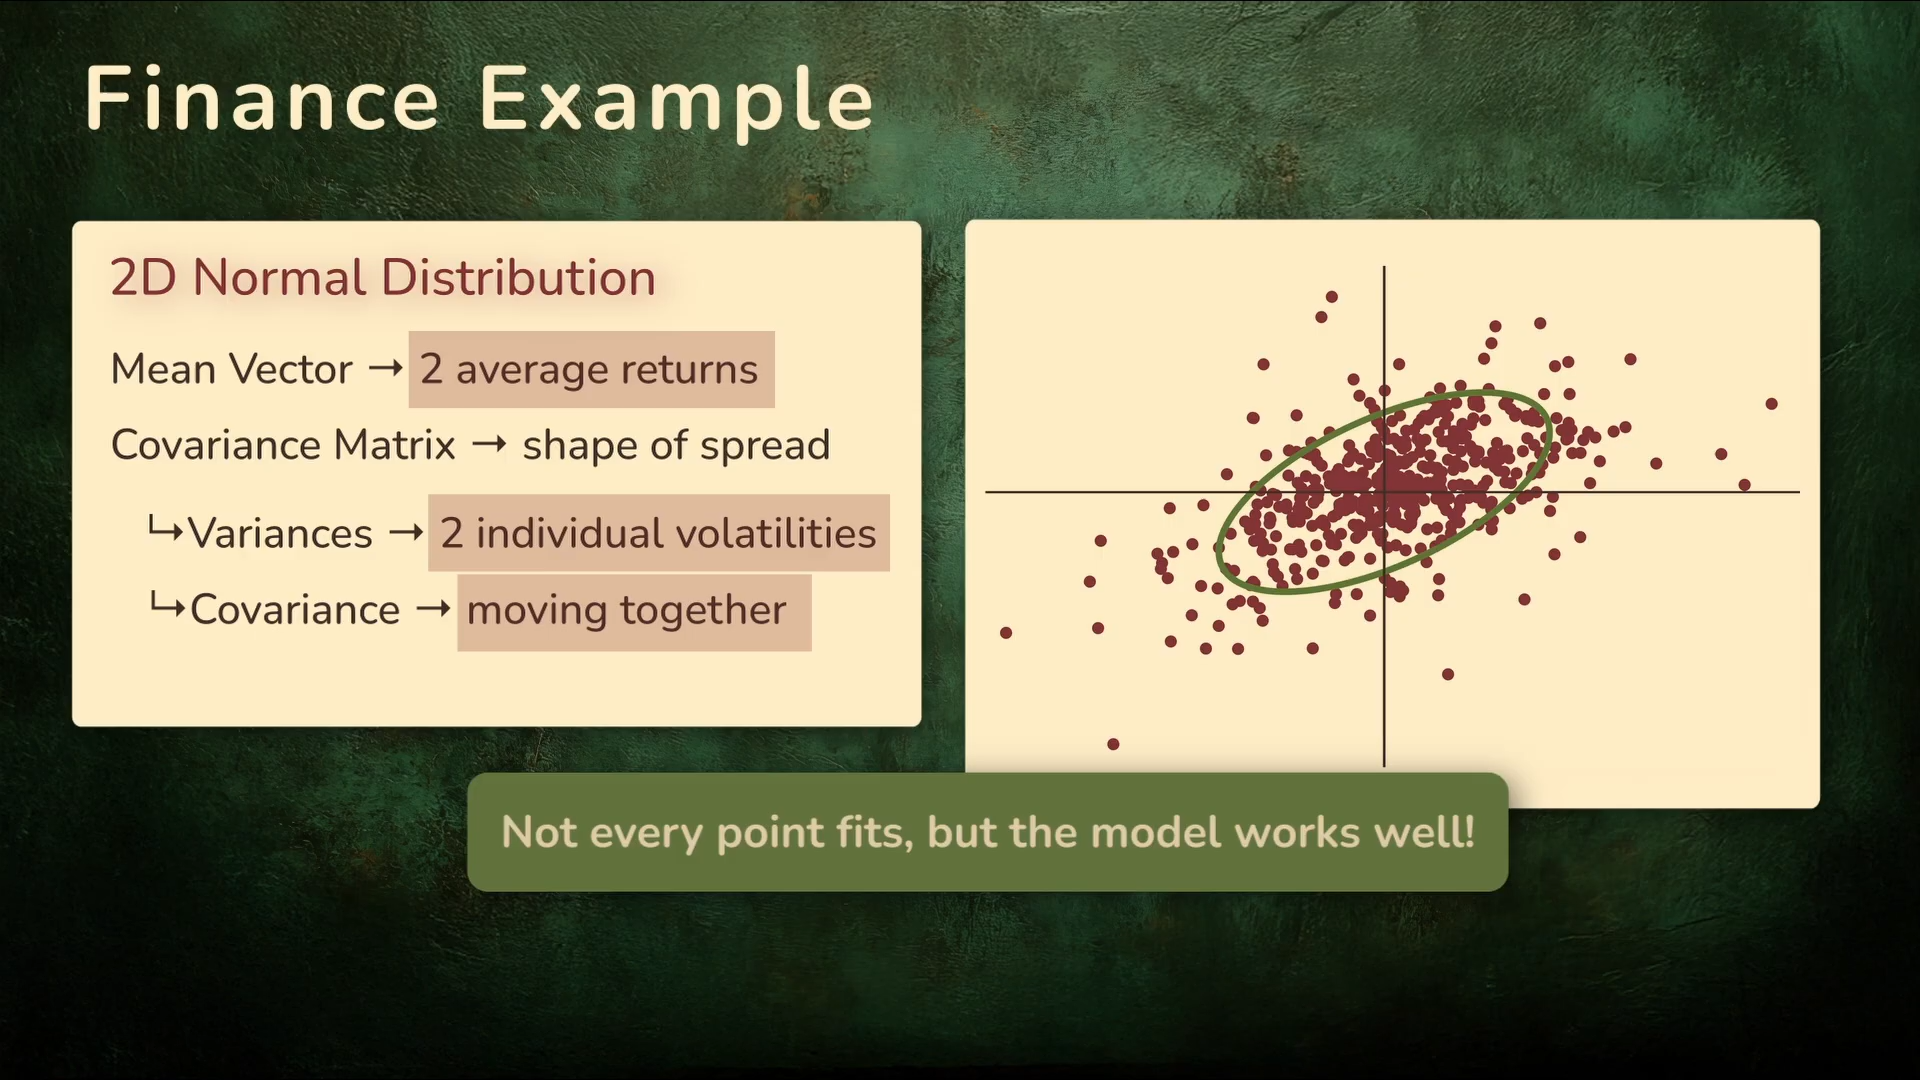 Finance Example
2D Normal Distribution
Mean Vector → 2 average returns
Covariance Matrix → shape of spread
↳Variances → 2 individual volatilities
↳Covariance → moving together
Not every point fits, but the model works well!